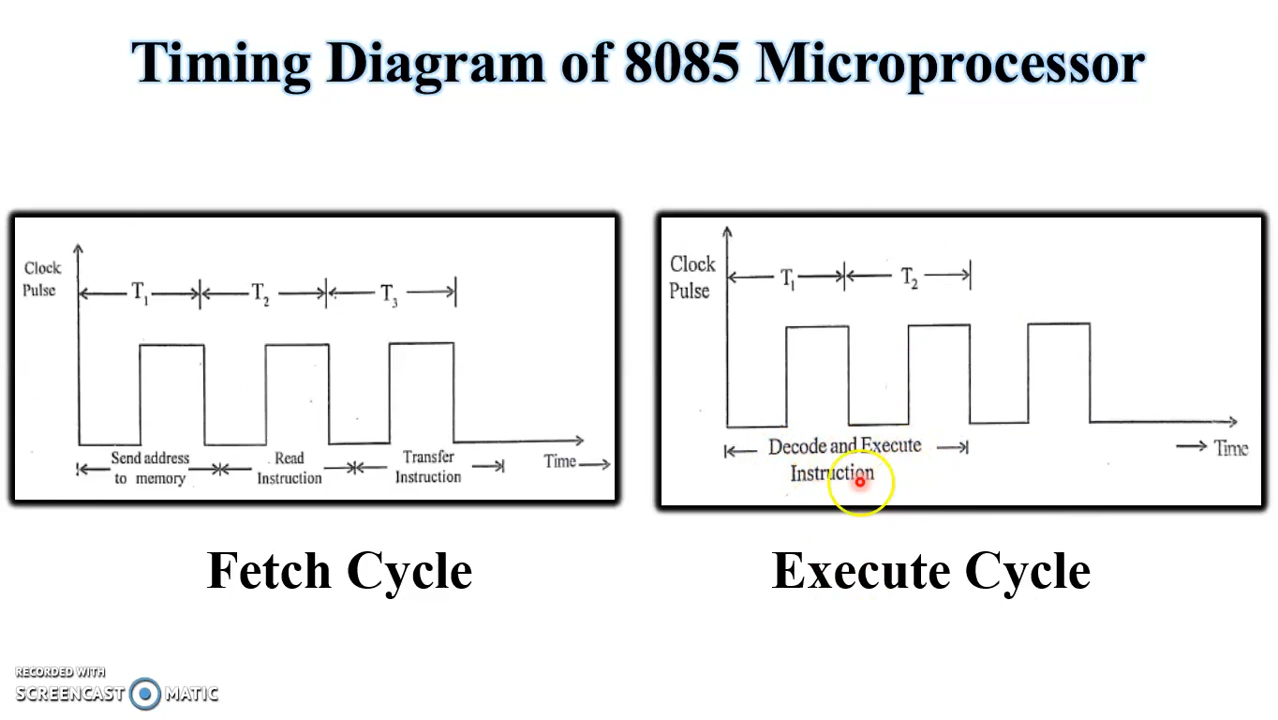 Timing Diagram of 8085 Microprocessor
Clock
Pulse
T1
T2
T3
Send address
to memory
Read
Instruction
Transfer
Instruction
Time
Fetch Cycle
Clock
Pulse
T1
T2
Decode and Execute
Instruction
Time
Execute Cycle
RECORDED WITH
SCREENCAST MATIC